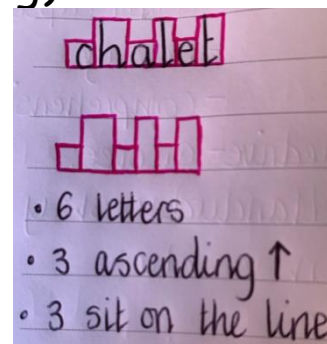 chalet
• 6 letters
• 3 ascending ↑
• 3 sit on the line